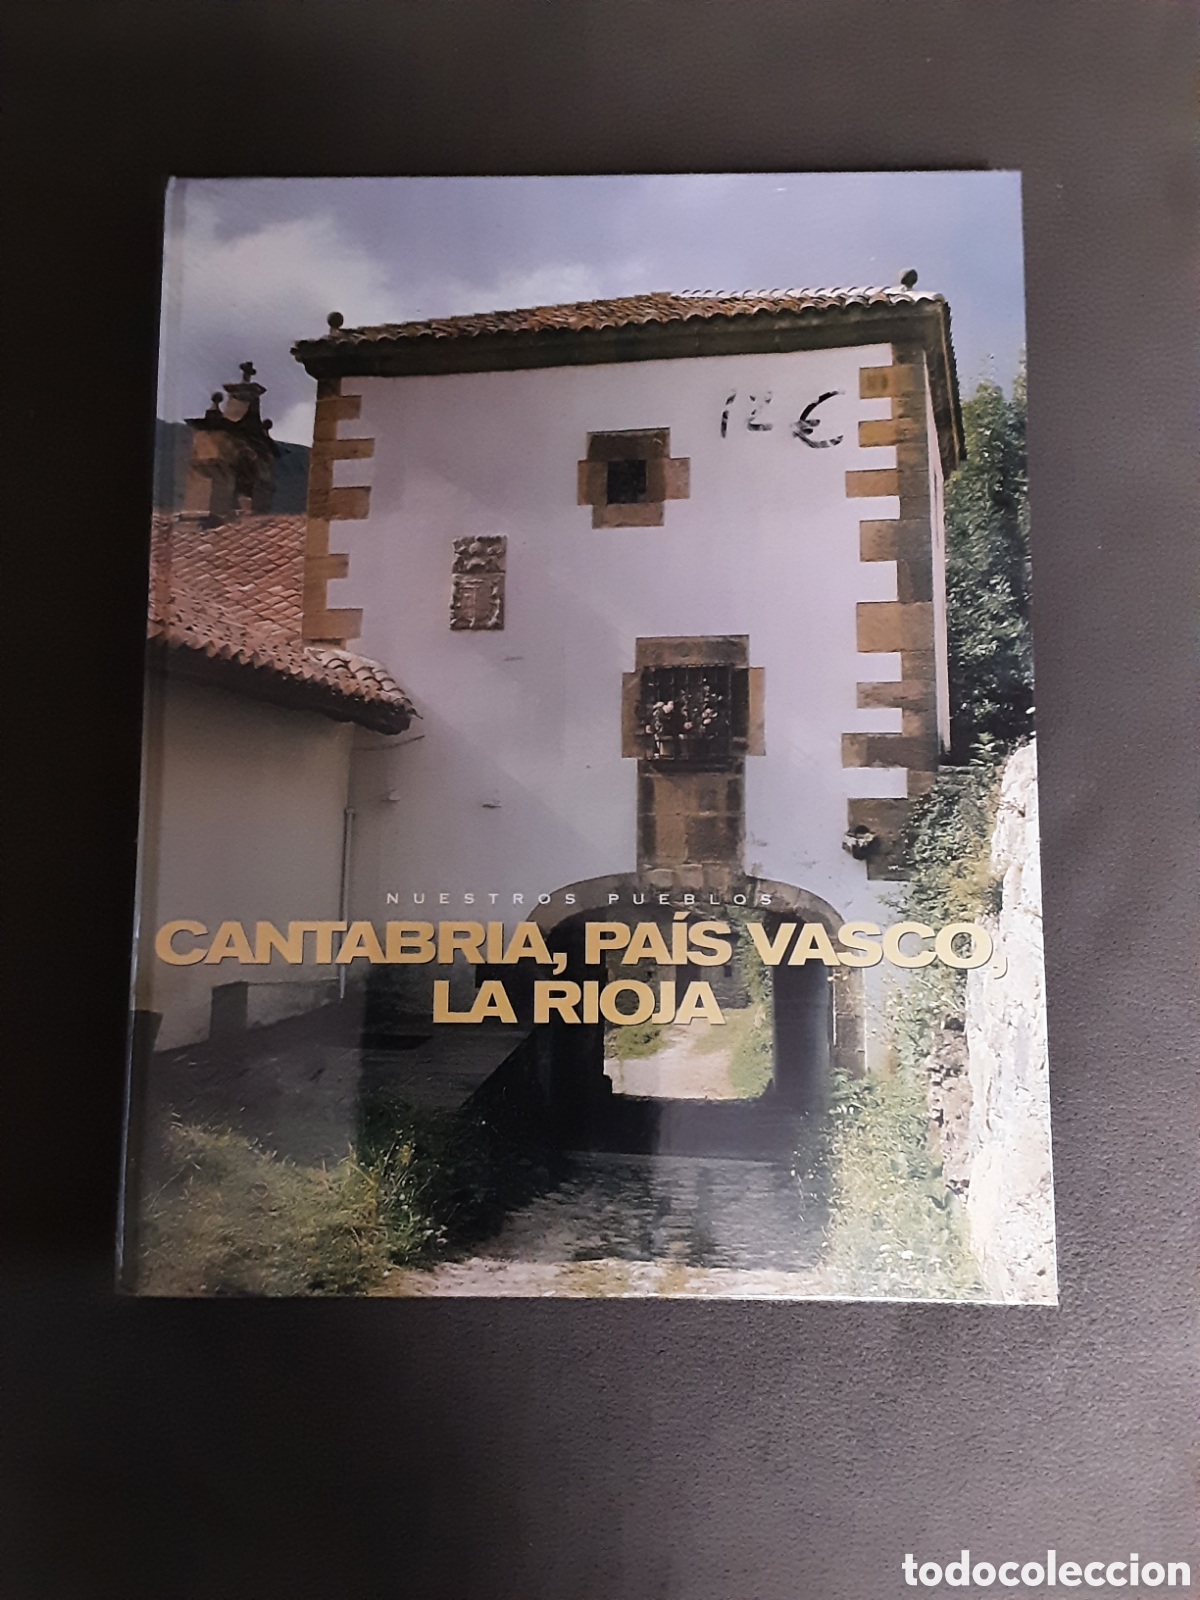 12 €
NUESTROS PUEBLOS
CANTABRIA, PAÍS VASCO,
LA RIOJA
todocoleccion